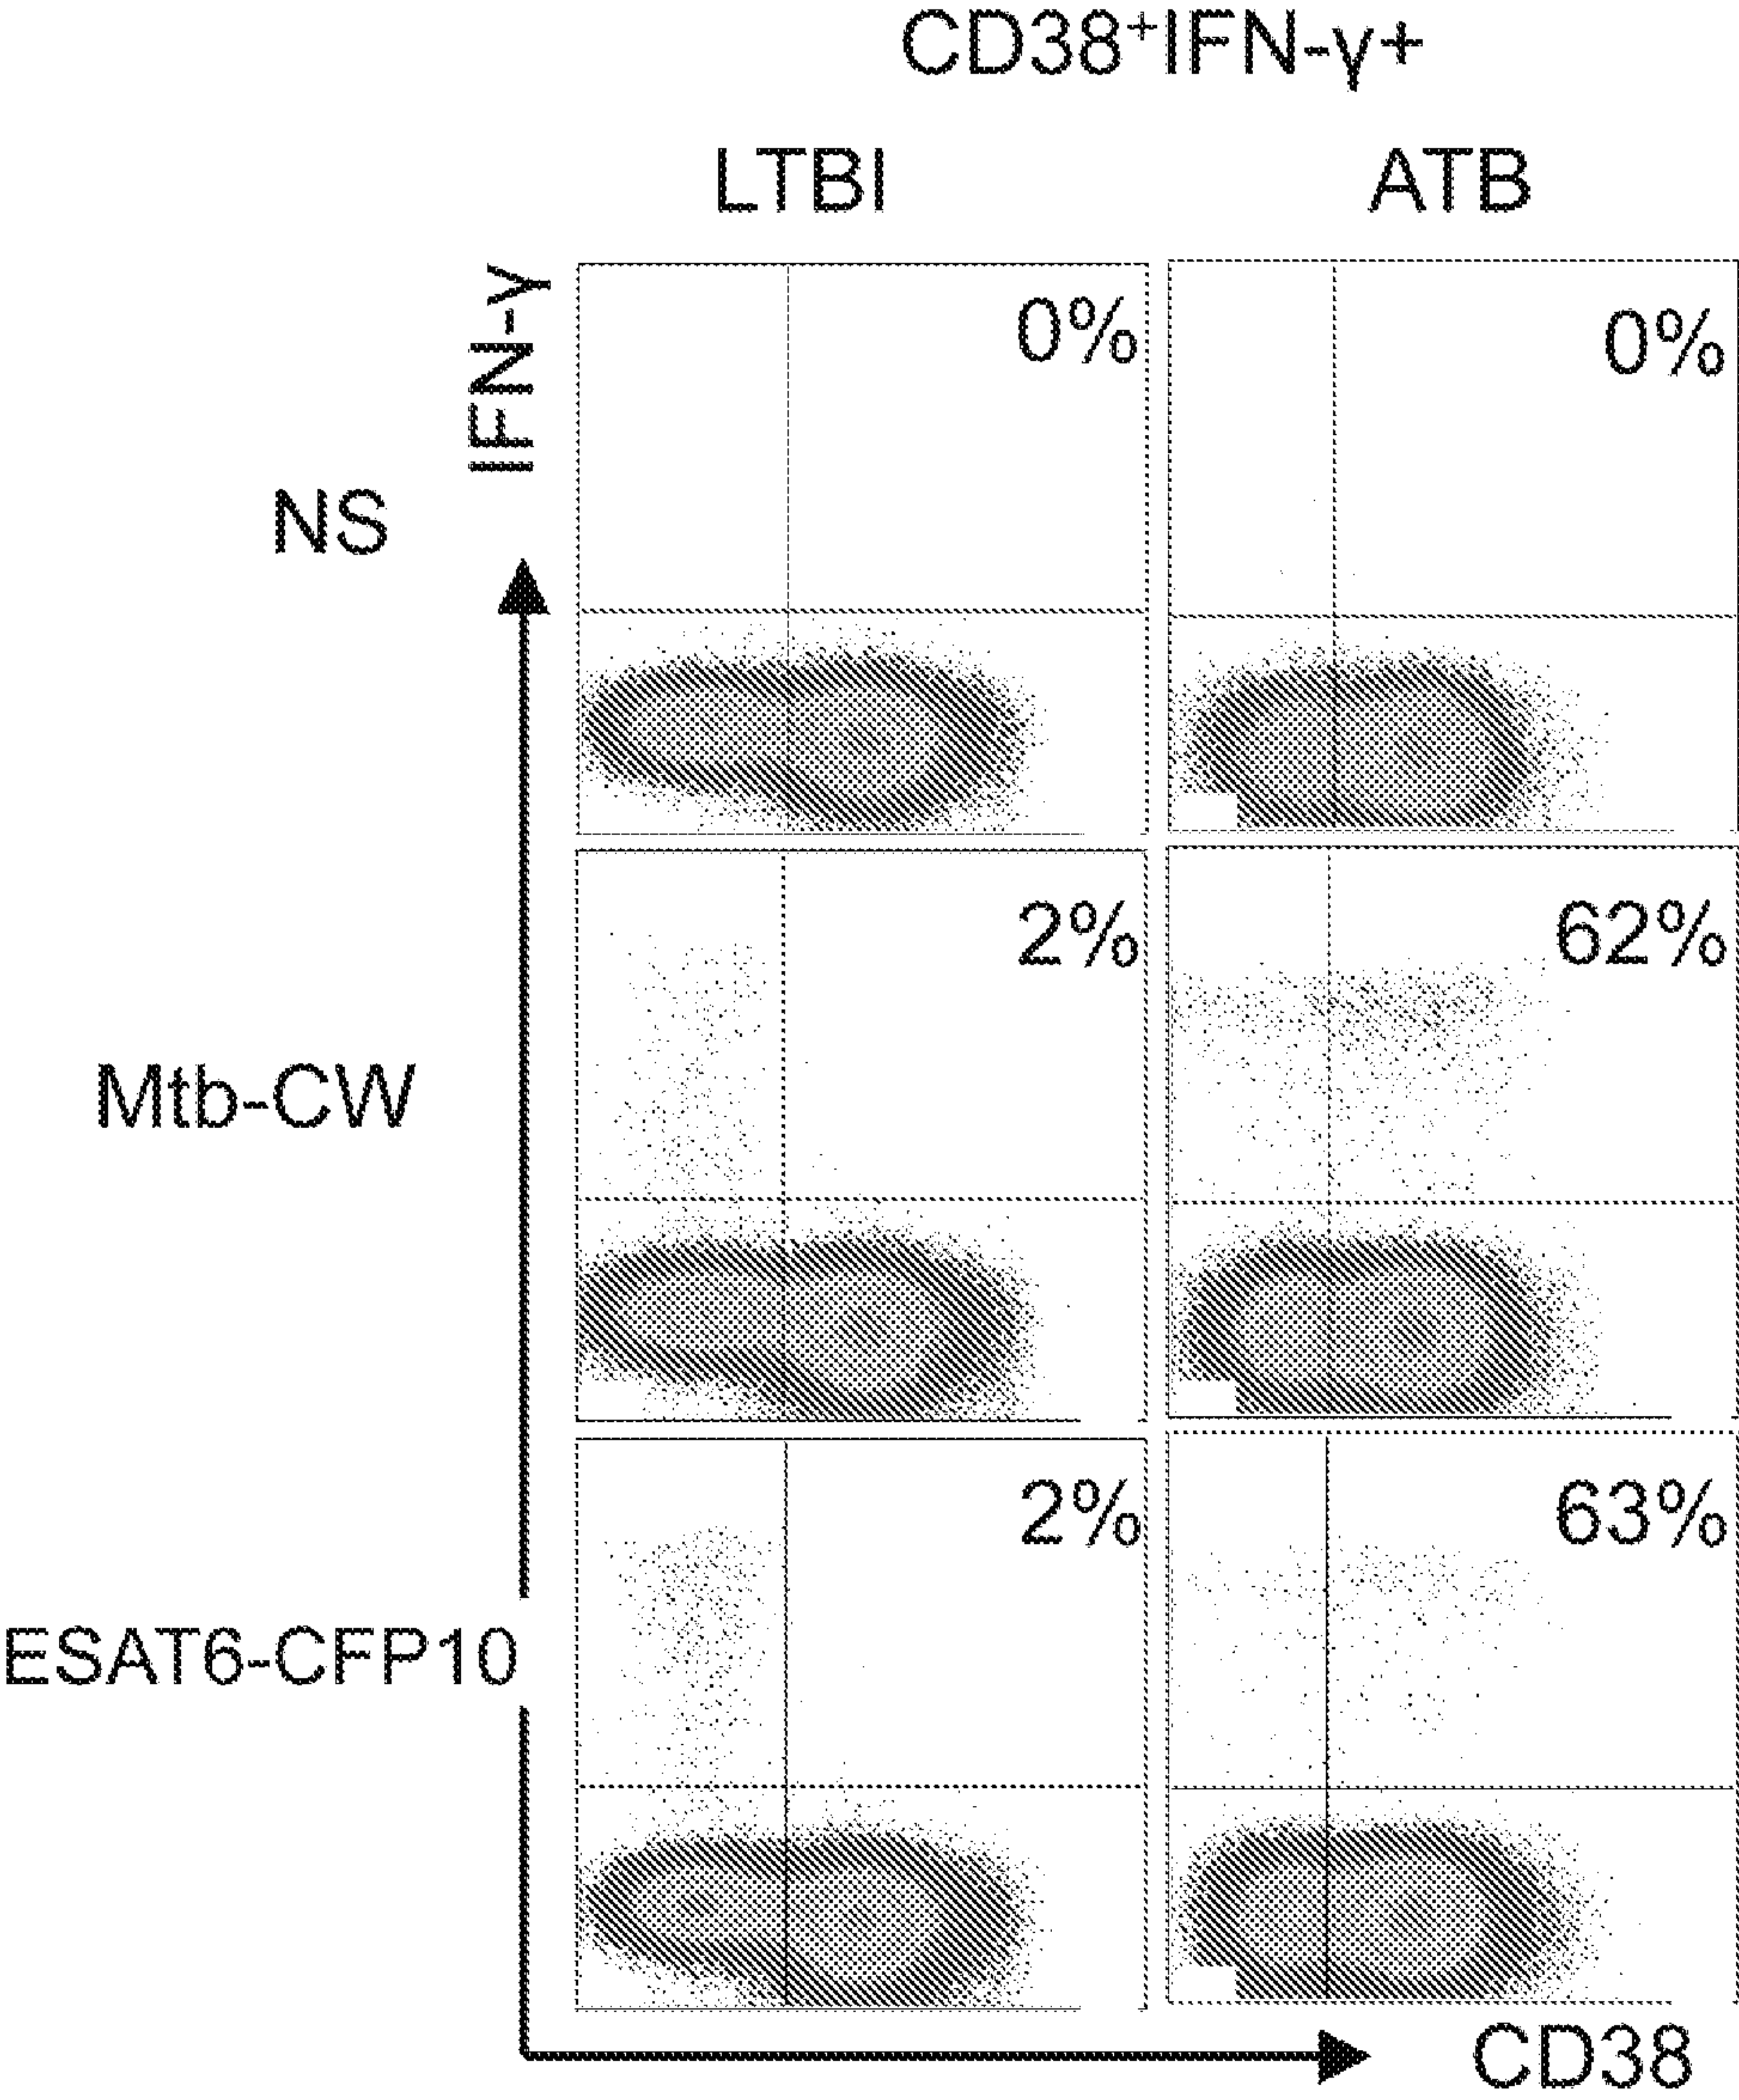 CD38+IFN-γ+
LTBI ATB
IFN-γ
NS
0% 0%
Mtb-CW
2% 62%
ESAT6-CFP10
2% 63%
CD38